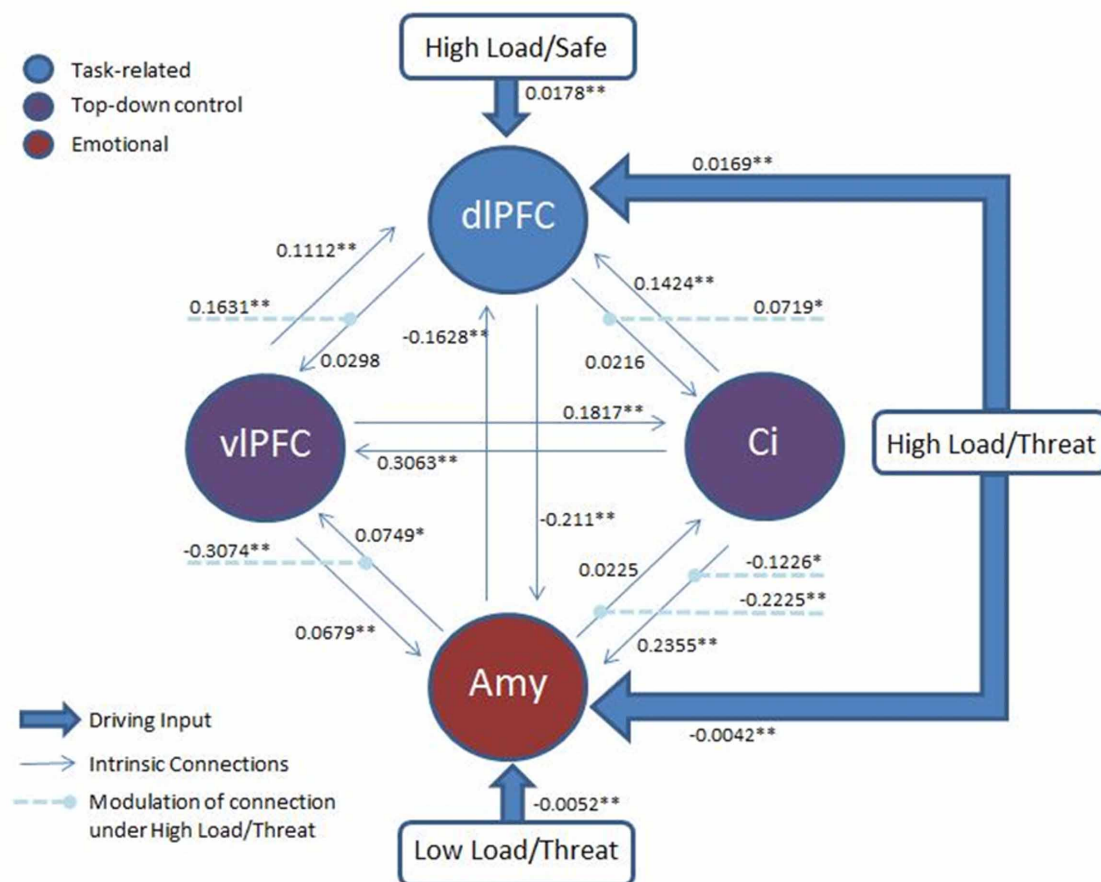 High Load/Safe
Task-related
Top-down control
Emotional
0.0178**
0.0169**
dlPFC
0.1112**
0.1424**
0.1631**
0.0719*
-0.1628**
0.0298
0.0216
vlPFC
Ci
0.1817**
0.3063**
High Load/Threat
-0.211**
0.0749*
-0.3074**
0.0225
-0.1226*
-0.2225**
0.0679**
0.2355**
Amy
Driving Input
-0.0042**
Intrinsic Connections
Modulation of connection
under High Load/Threat
-0.0052**
Low Load/Threat